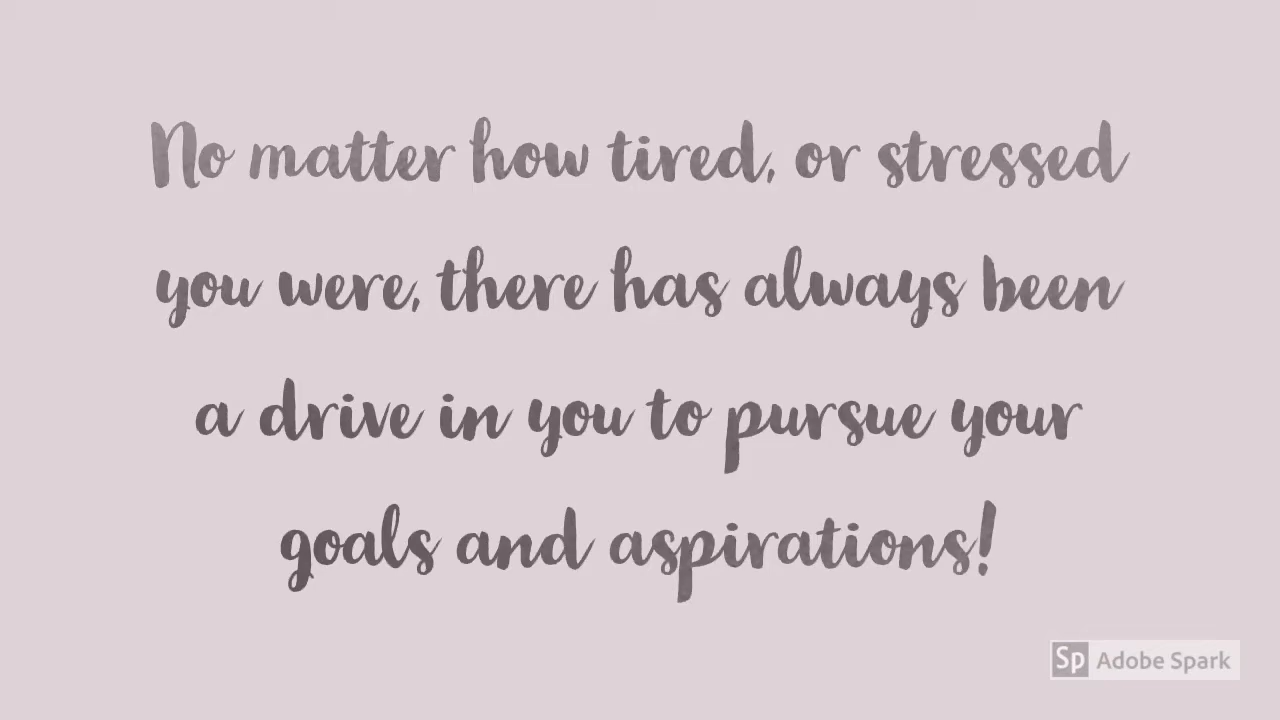 No matter how tired, or stressed
you were, there has always been
a drive in you to pursue your
goals and aspirations!
Sp Adobe Spark